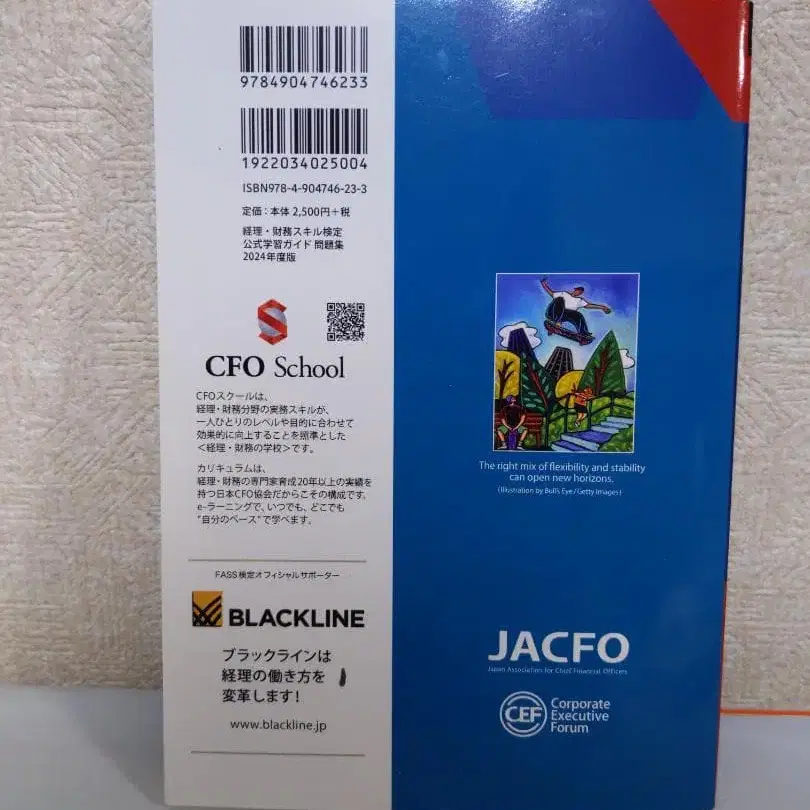 9784904746233
1922034025004
ISBN978-4-904746-23-3
定価：本体 2,500円＋税
経理・財務スキル検定
公式学習ガイド 問題集
2024年度版
CFO School
CFOスクールは、
経理・財務分野の実務スキルが、
一人ひとりのレベルや目的に合わせて
効果的に向上することを照準とした
＜経理・財務の学校＞です。
カリキュラムは、
経理・財務の専門家育成20年以上の実績を
持つ日本CFO協会だからこその構成です。
e-ラーニングで、いつでも、どこでも
“自分のペース”で学べます。
FASS検定オフィシャルサポーター
BLACKLINE
ブラックラインは
経理の働き方を
変革します！
www.blackline.jp
The right mix of flexibility and stability
can open new horizons.
(Illustration by Bull's Eye / Getty Images)
JACFO
Japan Association for Chief Financial Officers
CEF
Corporate
Executive
Forum